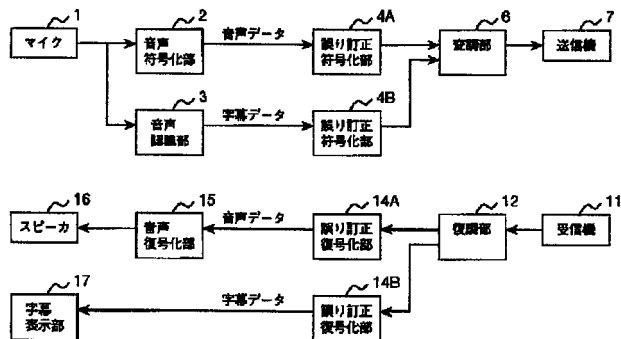 1
マイク
2
音声
符号化部
音声データ
4A
誤り訂正
符号化部
6
変調部
7
送信機
3
音声
認識部
字幕データ
4B
誤り訂正
符号化部
16
スピーカ
15
音声
復号化部
音声データ
14A
誤り訂正
復号化部
12
復調部
11
受信機
17
字幕
表示部
字幕データ
14B
誤り訂正
復号化部